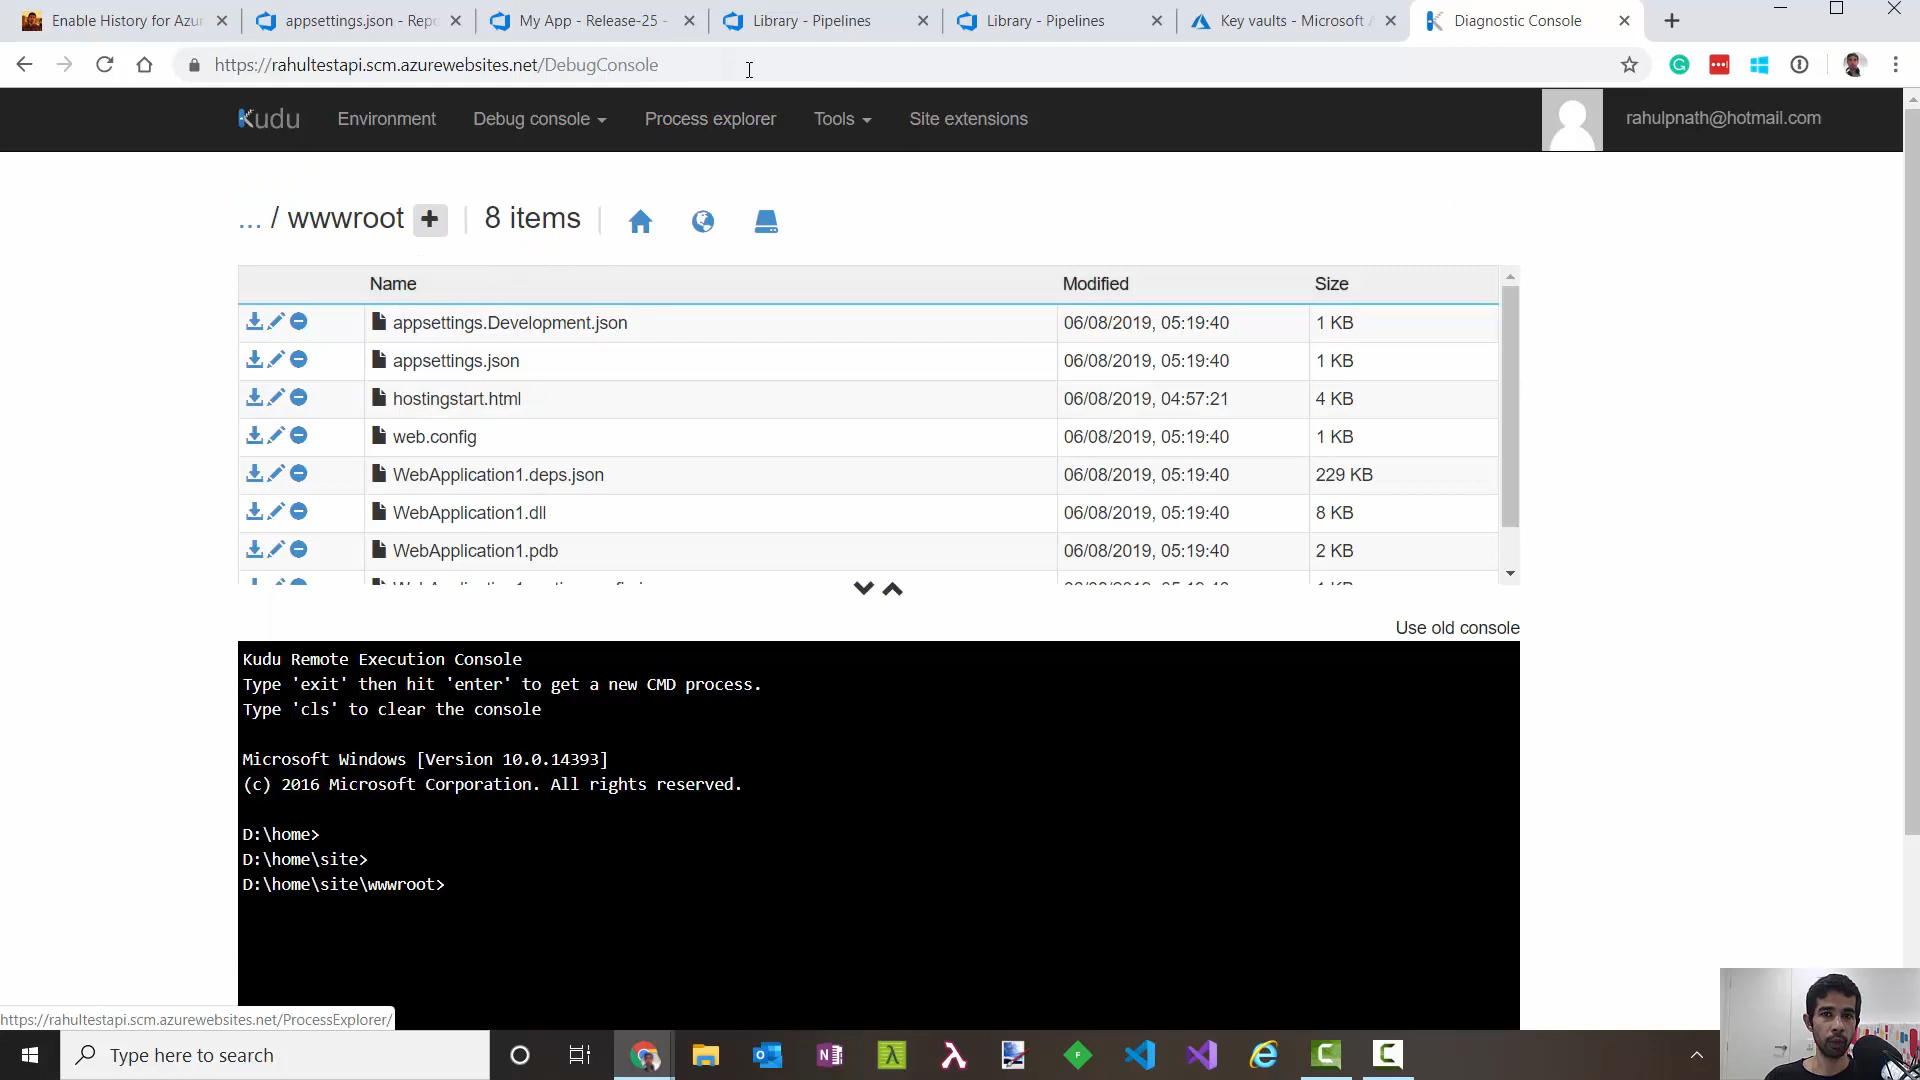 Enable History for Azur
appsettings.json - Repo
My App - Release-25 -
Library - Pipelines
Library - Pipelines
Key vaults - Microsoft A
Diagnostic Console
https://rahultestapi.scm.azurewebsites.net/DebugConsole
Kudu
Environment
Debug console
Process explorer
Tools
Site extensions
rahulpnath@hotmail.com
... / wwwroot + | 8 items |
Name Modified Size
appsettings.Development.json 06/08/2019, 05:19:40 1 KB
appsettings.json 06/08/2019, 05:19:40 1 KB
hostingstart.html 06/08/2019, 04:57:21 4 KB
web.config 06/08/2019, 05:19:40 1 KB
WebApplication1.deps.json 06/08/2019, 05:19:40 229 KB
WebApplication1.dll 06/08/2019, 05:19:40 8 KB
WebApplication1.pdb 06/08/2019, 05:19:40 2 KB
Use old console
Kudu Remote Execution Console
Type 'exit' then hit 'enter' to get a new CMD process.
Type 'cls' to clear the console
Microsoft Windows [Version 10.0.14393]
(c) 2016 Microsoft Corporation. All rights reserved.
D:\home>
D:\home\site>
D:\home\site\wwwroot>
https://rahultestapi.scm.azurewebsites.net/ProcessExplorer/
Type here to search